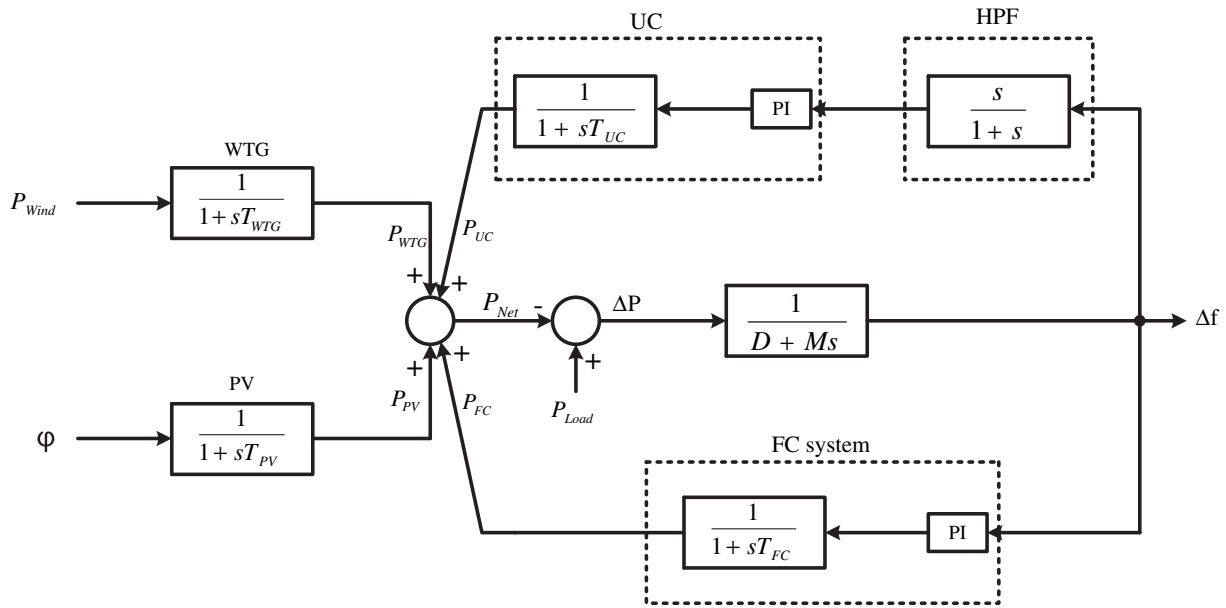 UC
HPF
1
1 + sT_UC
PI
s
1 + s
WTG
P_Wind
1
1 + sT_WTG
P_WTG
P_UC
+
+
P_Net
-
ΔP
1
D + Ms
Δf
+
+
+
PV
P_PV
P_FC
P_Load
φ
1
1 + sT_PV
FC system
1
1 + sT_FC
PI